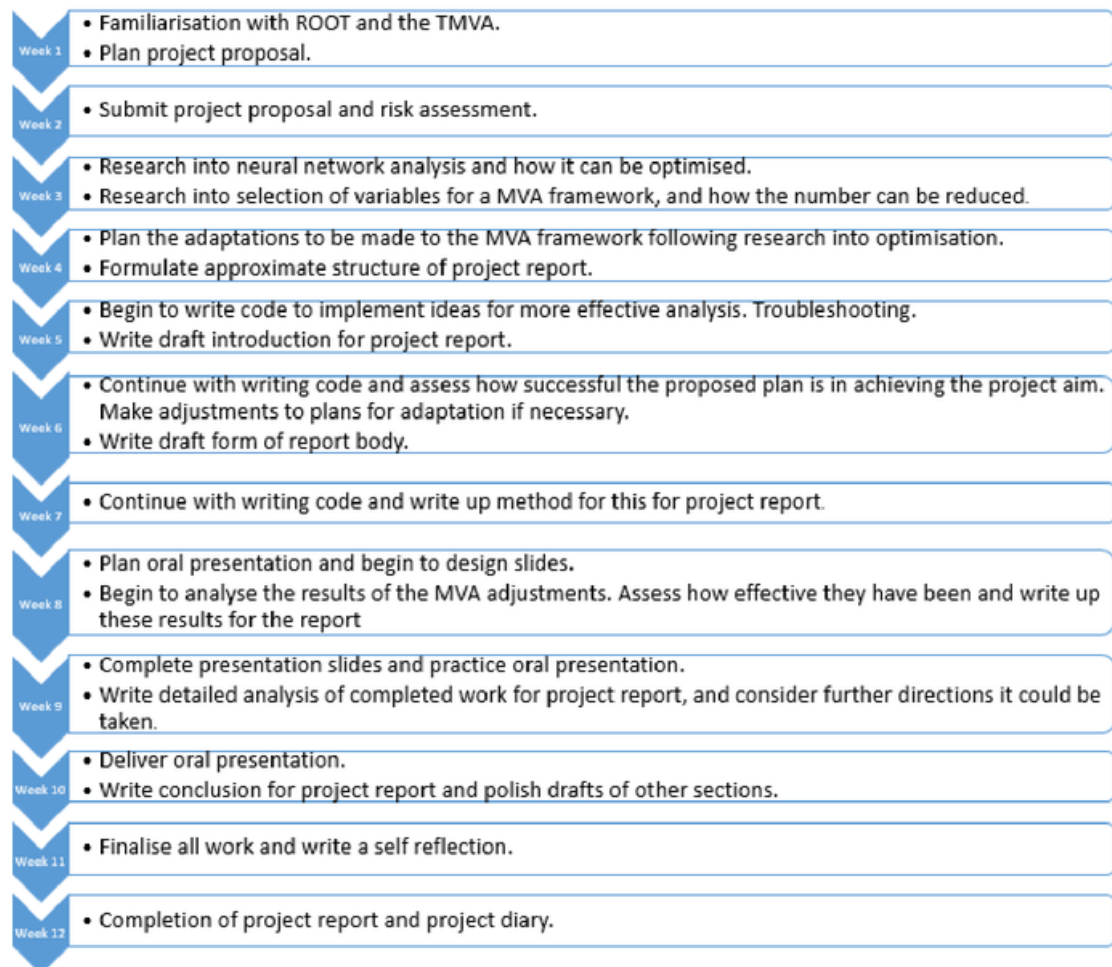 Week 1
• Familiarisation with ROOT and the TMVA.
• Plan project proposal.
Week 2
• Submit project proposal and risk assessment.
Week 3
• Research into neural network analysis and how it can be optimised.
• Research into selection of variables for a MVA framework, and how the number can be reduced.
Week 4
• Plan the adaptations to be made to the MVA framework following research into optimisation.
• Formulate approximate structure of project report.
Week 5
• Begin to write code to implement ideas for more effective analysis. Troubleshooting.
• Write draft introduction for project report.
Week 6
• Continue with writing code and assess how successful the proposed plan is in achieving the project aim.
Make adjustments to plans for adaptation if necessary.
• Write draft form of report body.
Week 7
• Continue with writing code and write up method for this for project report.
Week 8
• Plan oral presentation and begin to design slides.
• Begin to analyse the results of the MVA adjustments. Assess how effective they have been and write up
these results for the report
Week 9
• Complete presentation slides and practice oral presentation.
• Write detailed analysis of completed work for project report, and consider further directions it could be
taken.
Week 10
• Deliver oral presentation.
• Write conclusion for project report and polish drafts of other sections.
Week 11
• Finalise all work and write a self reflection.
Week 12
• Completion of project report and project diary.